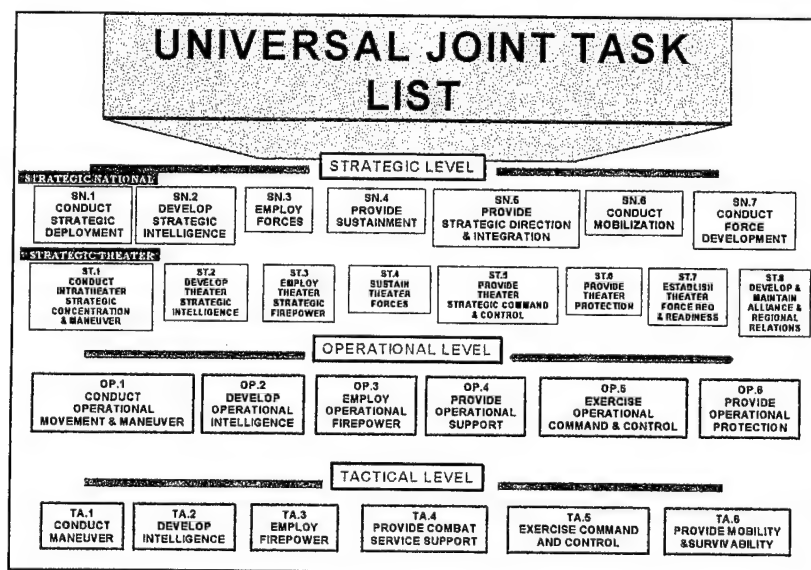 UNIVERSAL JOINT TASK
LIST
STRATEGIC LEVEL
STRATEGIC NATIONAL
SN.1
CONDUCT
STRATEGIC
DEPLOYMENT
SN.2
DEVELOP
STRATEGIC
INTELLIGENCE
SN.3
EMPLOY
FORCES
SN.4
PROVIDE
SUSTAINMENT
SN.5
PROVIDE
STRATEGIC DIRECTION
& INTEGRATION
SN.6
CONDUCT
MOBILIZATION
SN.7
CONDUCT
FORCE
DEVELOPMENT
STRATEGIC THEATER
ST.1
CONDUCT
INTRATHEATER
STRATEGIC
CONCENTRATION
& MANEUVER
ST.2
DEVELOP
THEATER
STRATEGIC
INTELLIGENCE
ST.3
EMPLOY
THEATER
STRATEGIC
FIREPOWER
ST.4
SUSTAIN
THEATER
FORCES
ST.5
PROVIDE
THEATER
STRATEGIC COMMAND
& CONTROL
ST.6
PROVIDE
THEATER
PROTECTION
ST.7
ESTABLISH
THEATER
FORCE REQ
& READINESS
ST.8
DEVELOP &
MAINTAIN
ALLIANCE &
REGIONAL
RELATIONS
OPERATIONAL LEVEL
OP.1
CONDUCT
OPERATIONAL
MOVEMENT & MANEUVER
OP.2
DEVELOP
OPERATIONAL
INTELLIGENCE
OP.3
EMPLOY
OPERATIONAL
FIREPOWER
OP.4
PROVIDE
OPERATIONAL
SUPPORT
OP.5
EXERCISE
OPERATIONAL
COMMAND & CONTROL
OP.6
PROVIDE
OPERATIONAL
PROTECTION
TACTICAL LEVEL
TA.1
CONDUCT
MANEUVER
TA.2
DEVELOP
INTELLIGENCE
TA.3
EMPLOY
FIREPOWER
TA.4
PROVIDE COMBAT
SERVICE SUPPORT
TA.5
EXERCISE COMMAND
AND CONTROL
TA.6
PROVIDE MOBILITY
&SURVIVABILITY